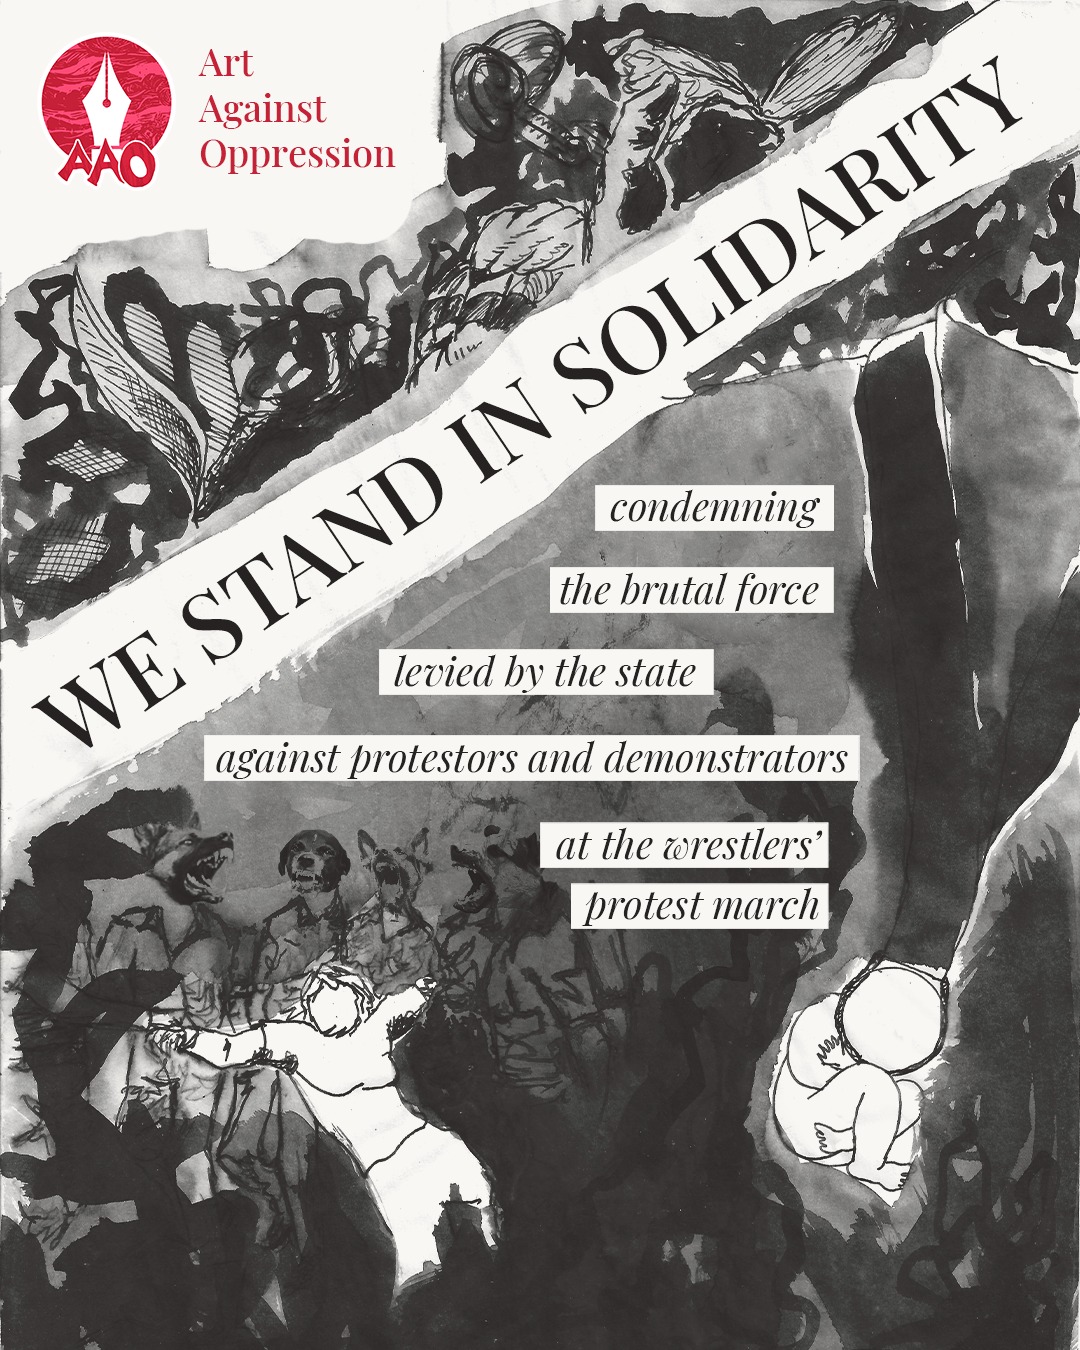 AAO
Art
Against
Oppression
WE STAND IN SOLIDARITY
condemning
the brutal force
levied by the state
against protestors and demonstrators
at the wrestlers’
protest march